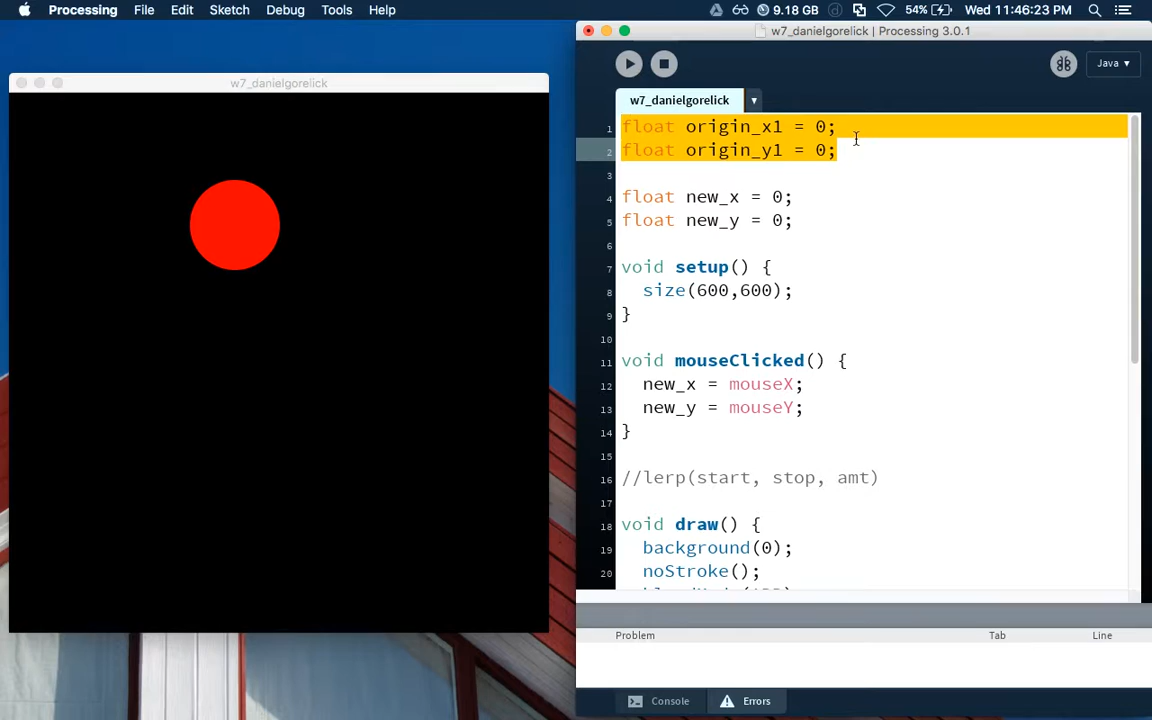 Processing File Edit Sketch Debug Tools Help 9.18 GB 54% Wed 11:46:23 PM
w7_danielgorelick
w7_danielgorelick | Processing 3.0.1
Java ▾
w7_danielgorelick
1 float origin_x1 = 0;
2 float origin_y1 = 0;
4 float new_x = 0;
5 float new_y = 0;
6
7 void setup() {
8 size(600,600);
9 }
10
11 void mouseClicked() {
12 new_x = mouseX;
13 new_y = mouseY;
14 }
15
16 //lerp(start, stop, amt)
17
18 void draw() {
19 background(0);
20 noStroke();
Problem Tab Line
Console Errors